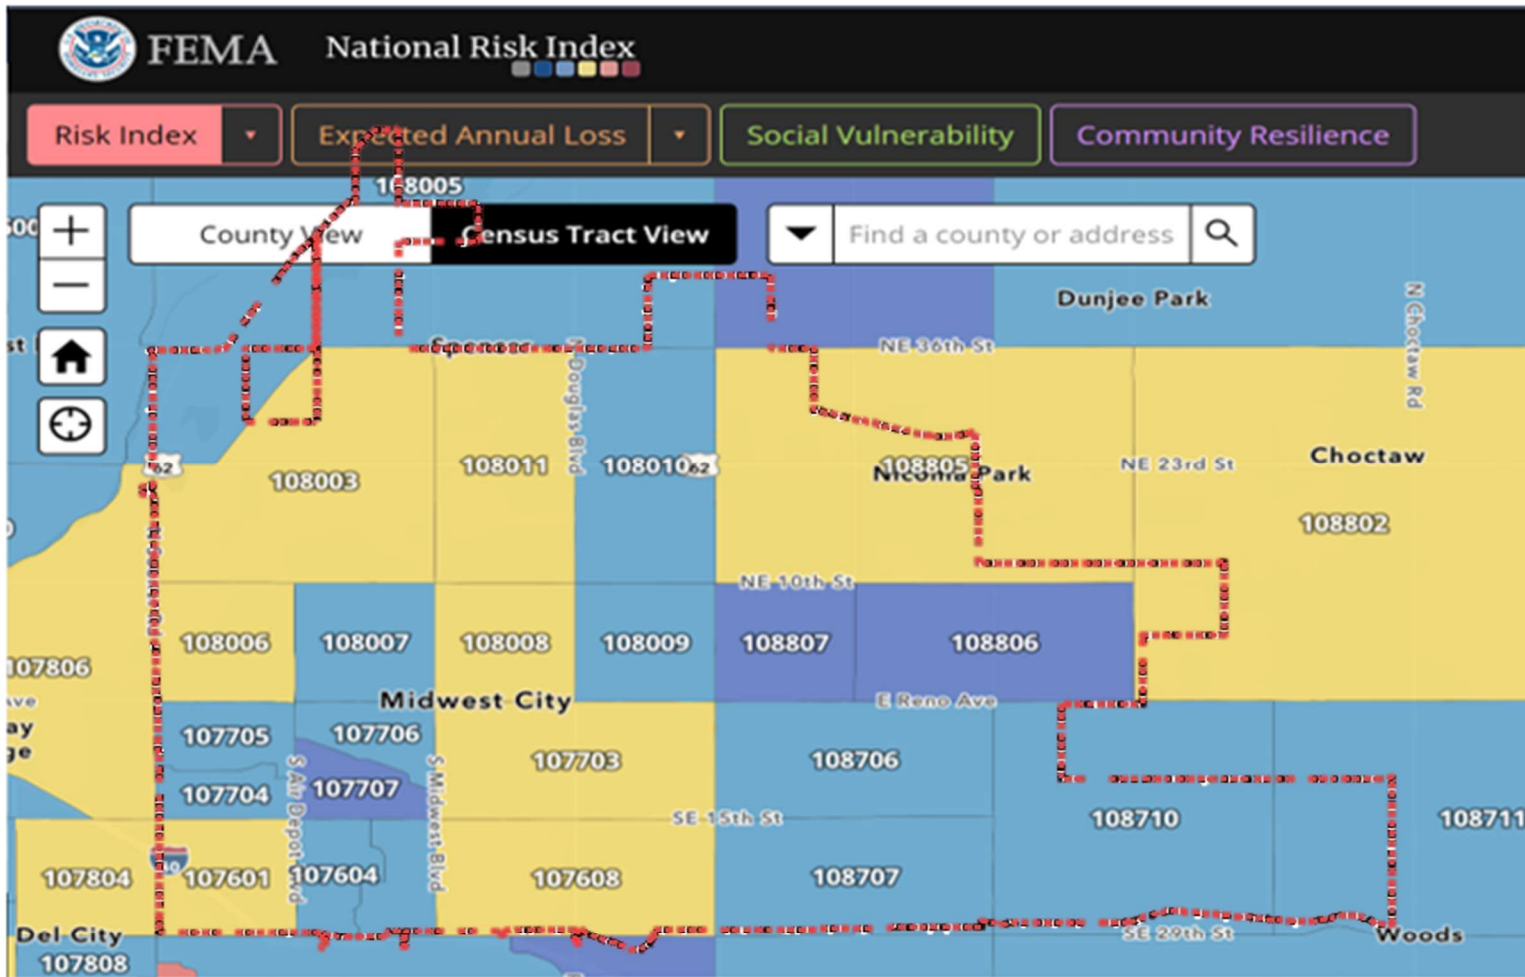 FEMA National Risk Index
Risk Index Expected Annual Loss Social Vulnerability Community Resilience
108005
County View Census Tract View Find a county or address
Dunjee Park
N Choctaw Rd
Spencer
NE 36th St
N Douglas Blvd
62
108003
108011
108010
62
108805
Nicoma Park
NE 23rd St
Choctaw
108802
NE 10th St
107806
108006
108007
108008
108009
108807
108806
Midwest City
E Reno Ave
107705
107706
107703
108706
S Air Depot Blvd
S Midwest Blvd
107704
107707
SE 15th St
108710
108711
107804
107601
107604
107608
108707
Del City
SE 29th St
Woods
107808